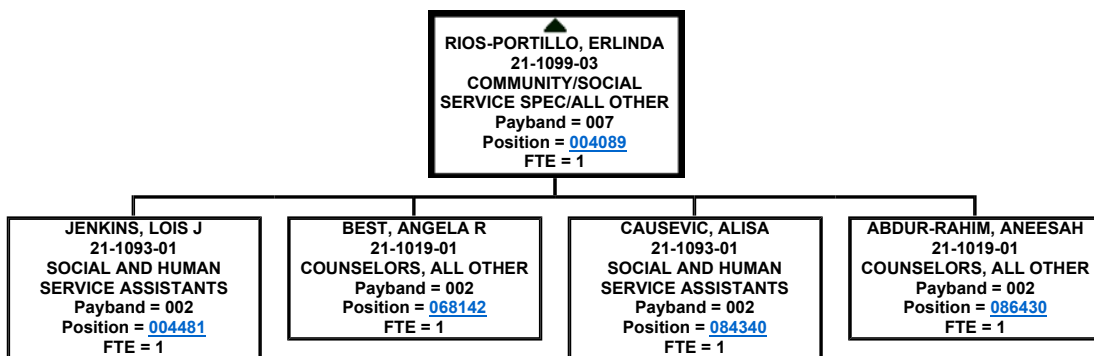 RIOS-PORTILLO, ERLINDA
21-1099-03
COMMUNITY/SOCIAL
SERVICE SPEC/ALL OTHER
Payband = 007
Position = 004089
FTE = 1
JENKINS, LOIS J
21-1093-01
SOCIAL AND HUMAN
SERVICE ASSISTANTS
Payband = 002
Position = 004481
FTE = 1
BEST, ANGELA R
21-1019-01
COUNSELORS, ALL OTHER
Payband = 002
Position = 068142
FTE = 1
CAUSEVIC, ALISA
21-1093-01
SOCIAL AND HUMAN
SERVICE ASSISTANTS
Payband = 002
Position = 084340
FTE = 1
ABDUR-RAHIM, ANEESAH
21-1019-01
COUNSELORS, ALL OTHER
Payband = 002
Position = 086430
FTE = 1